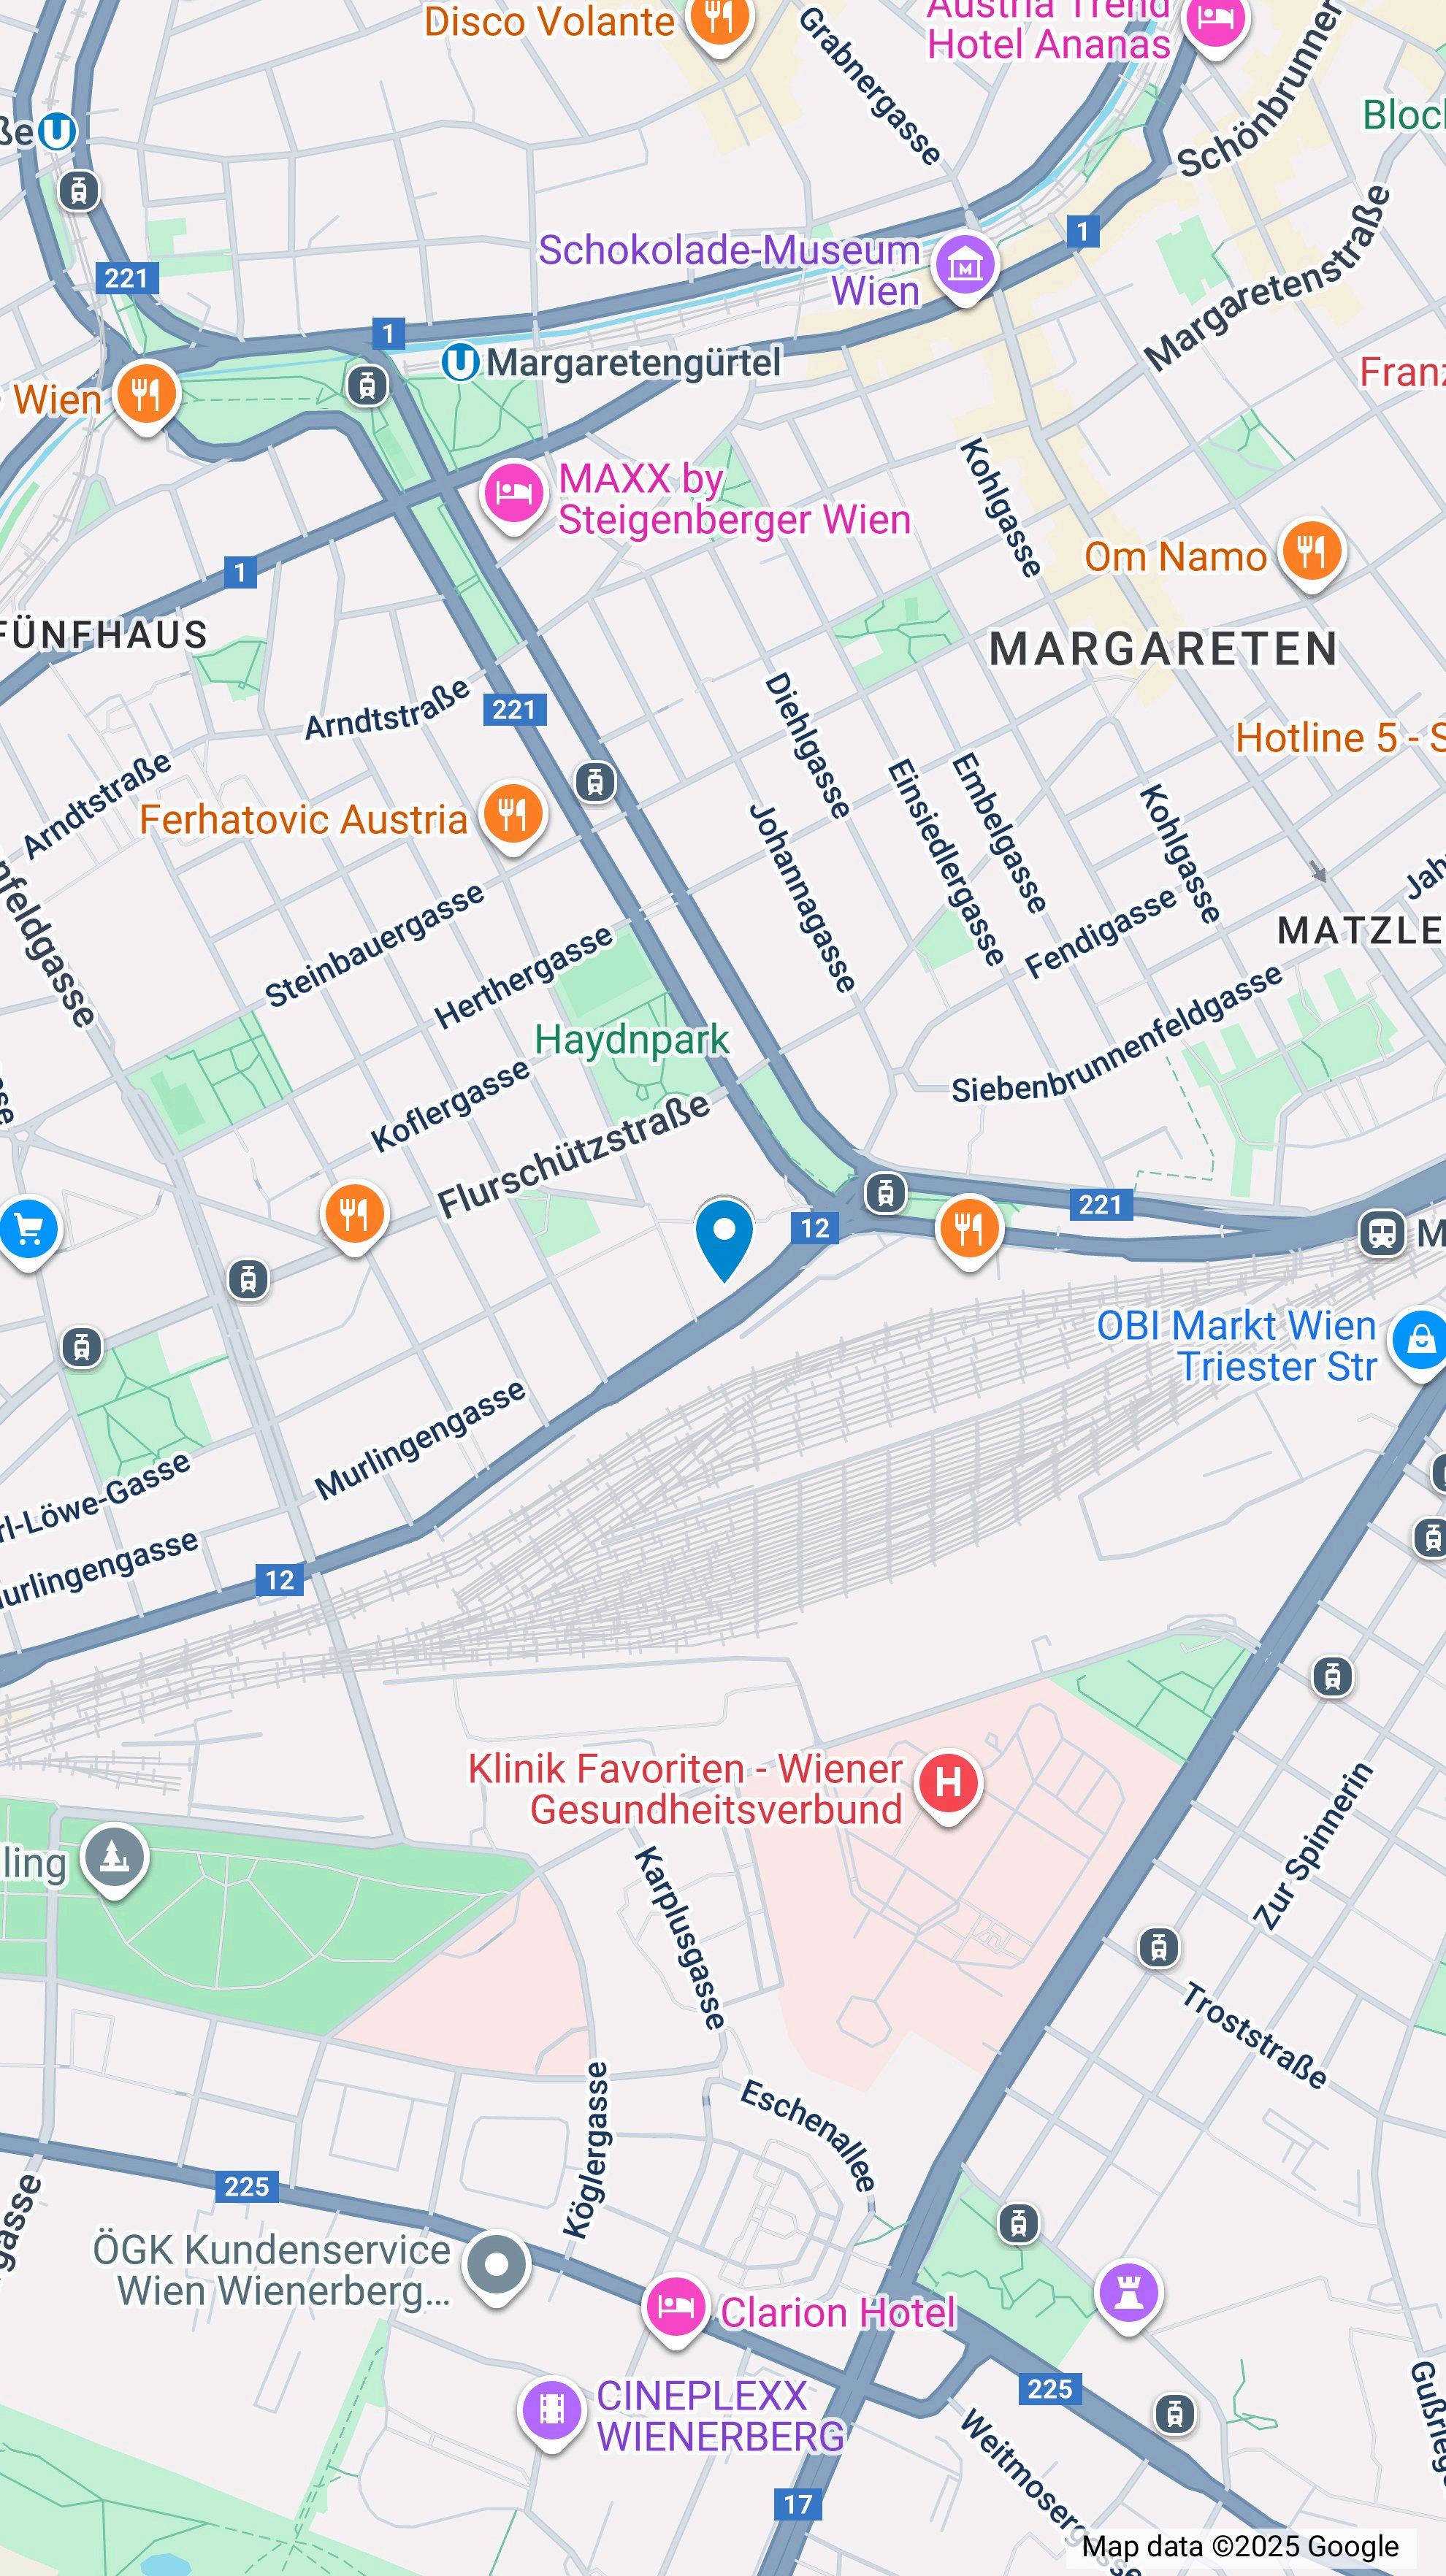 Disco Volante
Grabnergasse
Austria Trend
Hotel Ananas
Schönbrunner
Bloc
ße
221
Schokolade-Museum
Wien
1
Margaretenstraße
1
Margaretengürtel
Wien
Franz
MAXX by
Steigenberger Wien
Kohlgasse
Om Namo
1
FÜNFHAUS
MARGARETEN
Arndtstraße
221
Diehlgasse
Hotline 5 - S
Arndtstraße
Ferhatovic Austria
Einsiedlergasse
Embelgasse
Kohlgasse
Johannagasse
nfeldgasse
Steinbauergasse
Herthergasse
Fendigasse
Jah
MATZLE
Haydnpark
Siebenbrunnenfeldgasse
Koflergasse
Flurschützstraße
12
221
M
OBI Markt Wien
Triester Str
Murlingengasse
rl-Löwe-Gasse
urlingengasse
12
Klinik Favoriten - Wiener
Gesundheitsverbund
ling
Karplusgasse
Zur Spinnerin
Troststraße
Eschenallee
Köglergasse
225
gasse
ÖGK Kundenservice
Wien Wienerberg...
Clarion Hotel
CINEPLEXX
WIENERBERG
225
Weitmosergasse
Gußrieg
17
Map data ©2025 Google